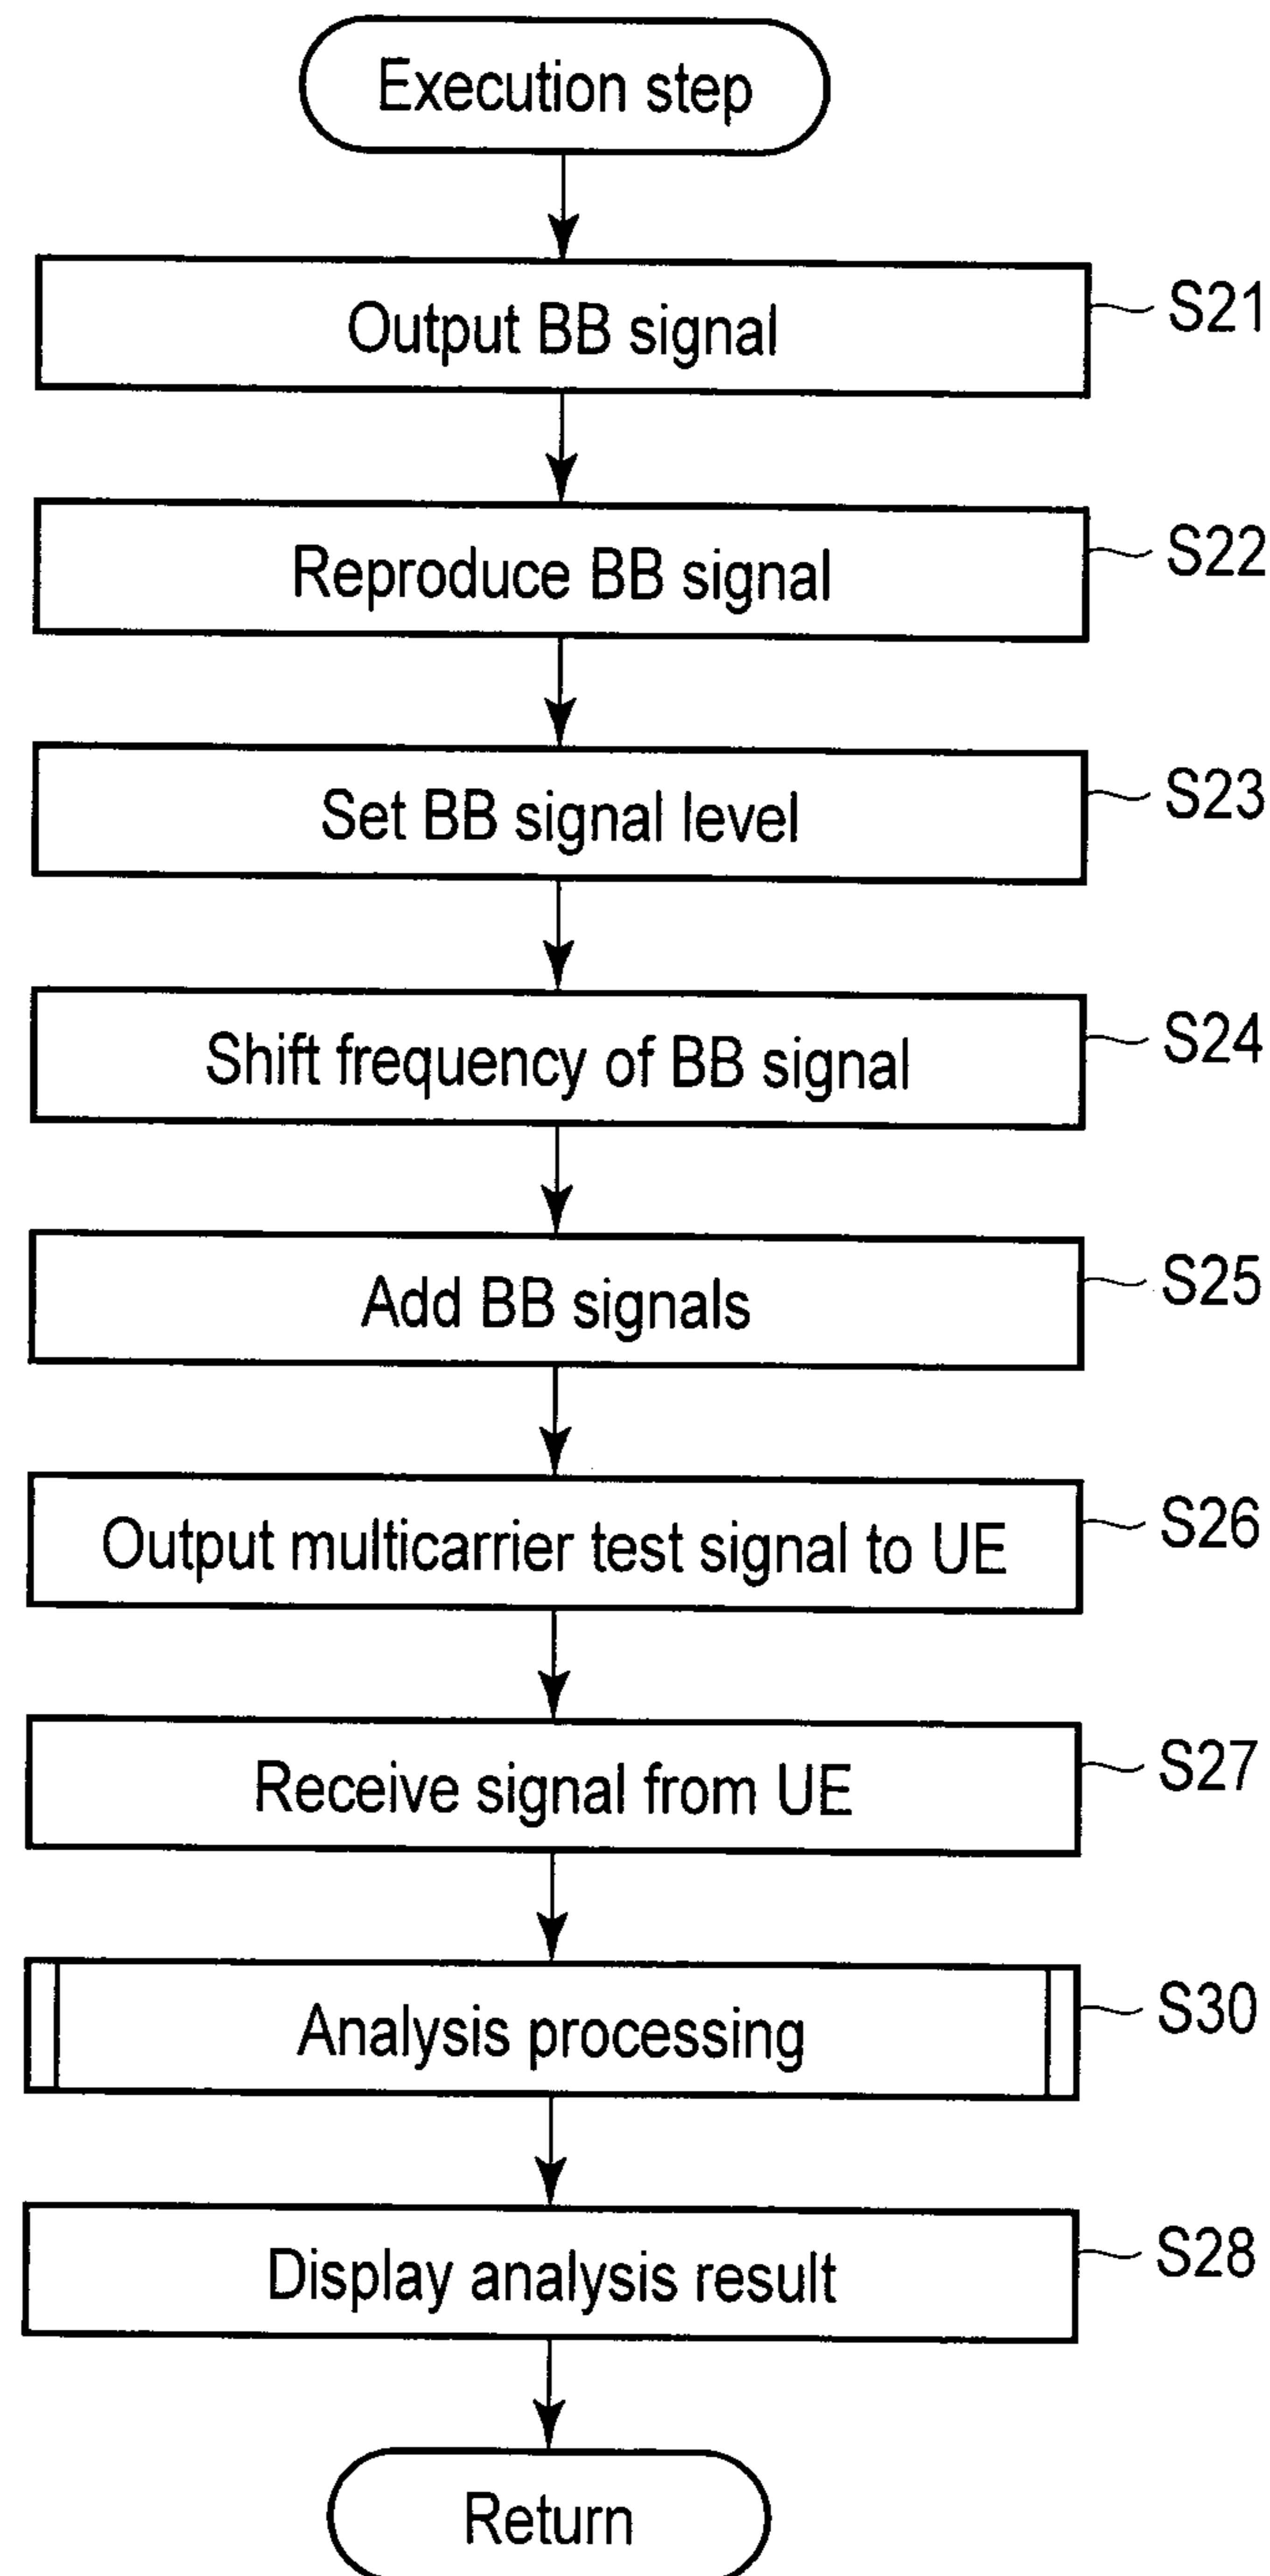 Execution step
Output BB signal S21
Reproduce BB signal S22
Set BB signal level S23
Shift frequency of BB signal S24
Add BB signals S25
Output multicarrier test signal to UE S26
Receive signal from UE S27
Analysis processing S30
Display analysis result S28
Return